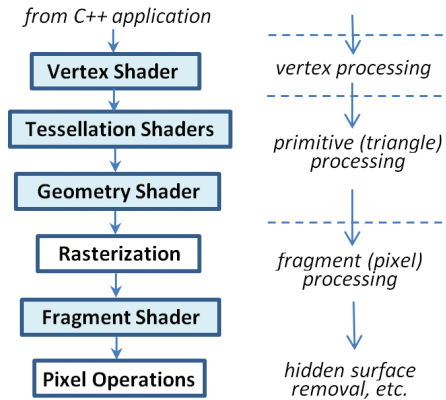 from C++ application
Vertex Shader
Tessellation Shaders
Geometry Shader
Rasterization
Fragment Shader
Pixel Operations
vertex processing
primitive (triangle)
processing
fragment (pixel)
processing
hidden surface
removal, etc.